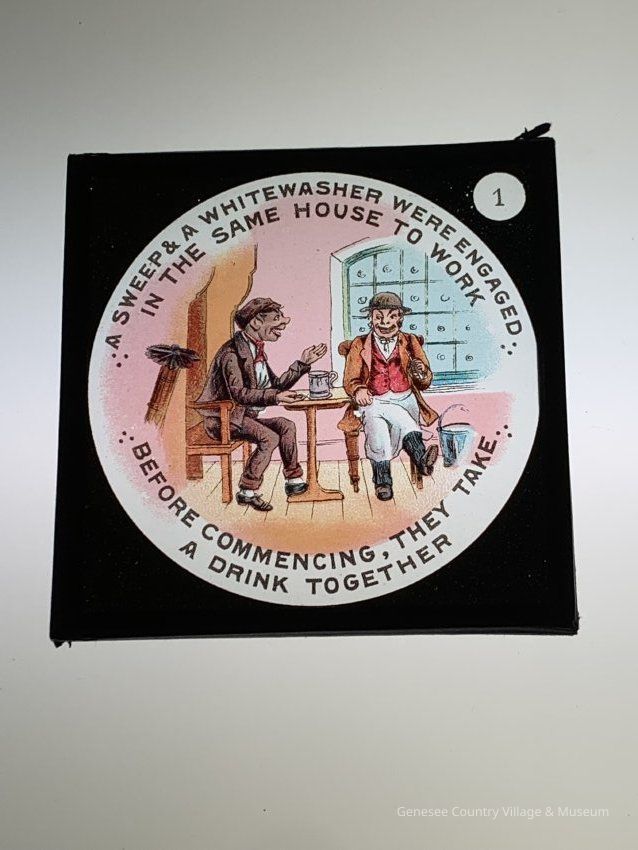 1
A SWEEP & A WHITEWASHER WERE ENGAGED
IN THE SAME HOUSE TO WORK
BEFORE COMMENCING, THEY TAKE
A DRINK TOGETHER
Genesee Country Village & Museum